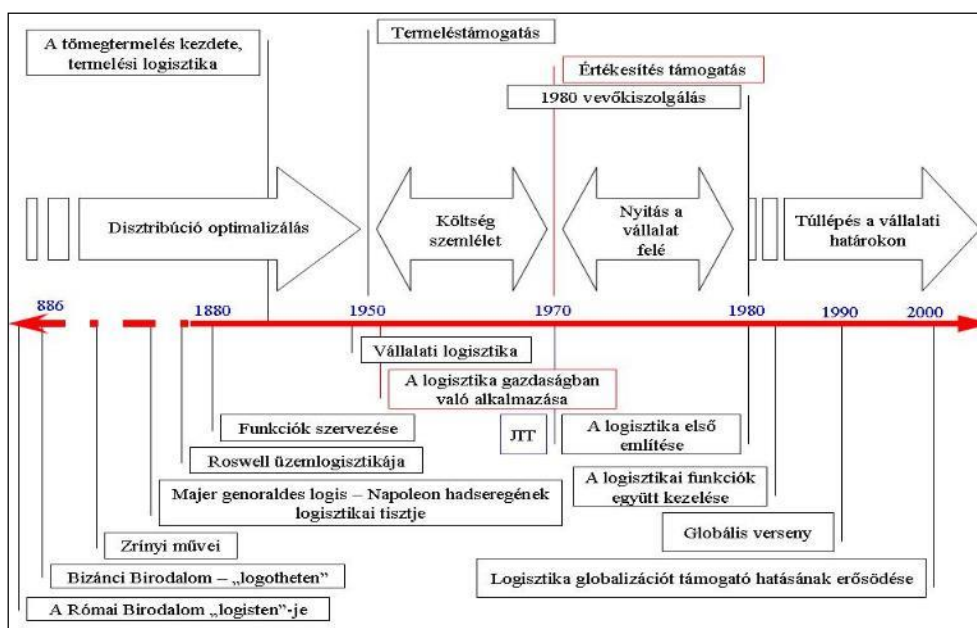 A tömegtermelés kezdete,
termelési logisztika
Termeléstámogatás
Értékesítés támogatás
1980 vevőkiszolgálás
Disztribúció optimalizálás
Költség
szemlélet
Nyitás a
vállalat
felé
Túllépés a vállalati
határokon
886
1880
1950
1970
1980
1990
2000
Vállalati logisztika
A logisztika gazdaságban
való alkalmazása
Funkciók szervezése
JIT
A logisztika első
említése
Roswell üzemlogisztikája
A logisztikai funkciók
együtt kezelése
Majer genoraldes logis – Napoleon hadseregének
logisztikai tisztje
Globális verseny
Zrínyi művei
Bizánci Birodalom – „logotheten”
Logisztika globalizációt támogató hatásának erősödése
A Római Birodalom „logisten”-je